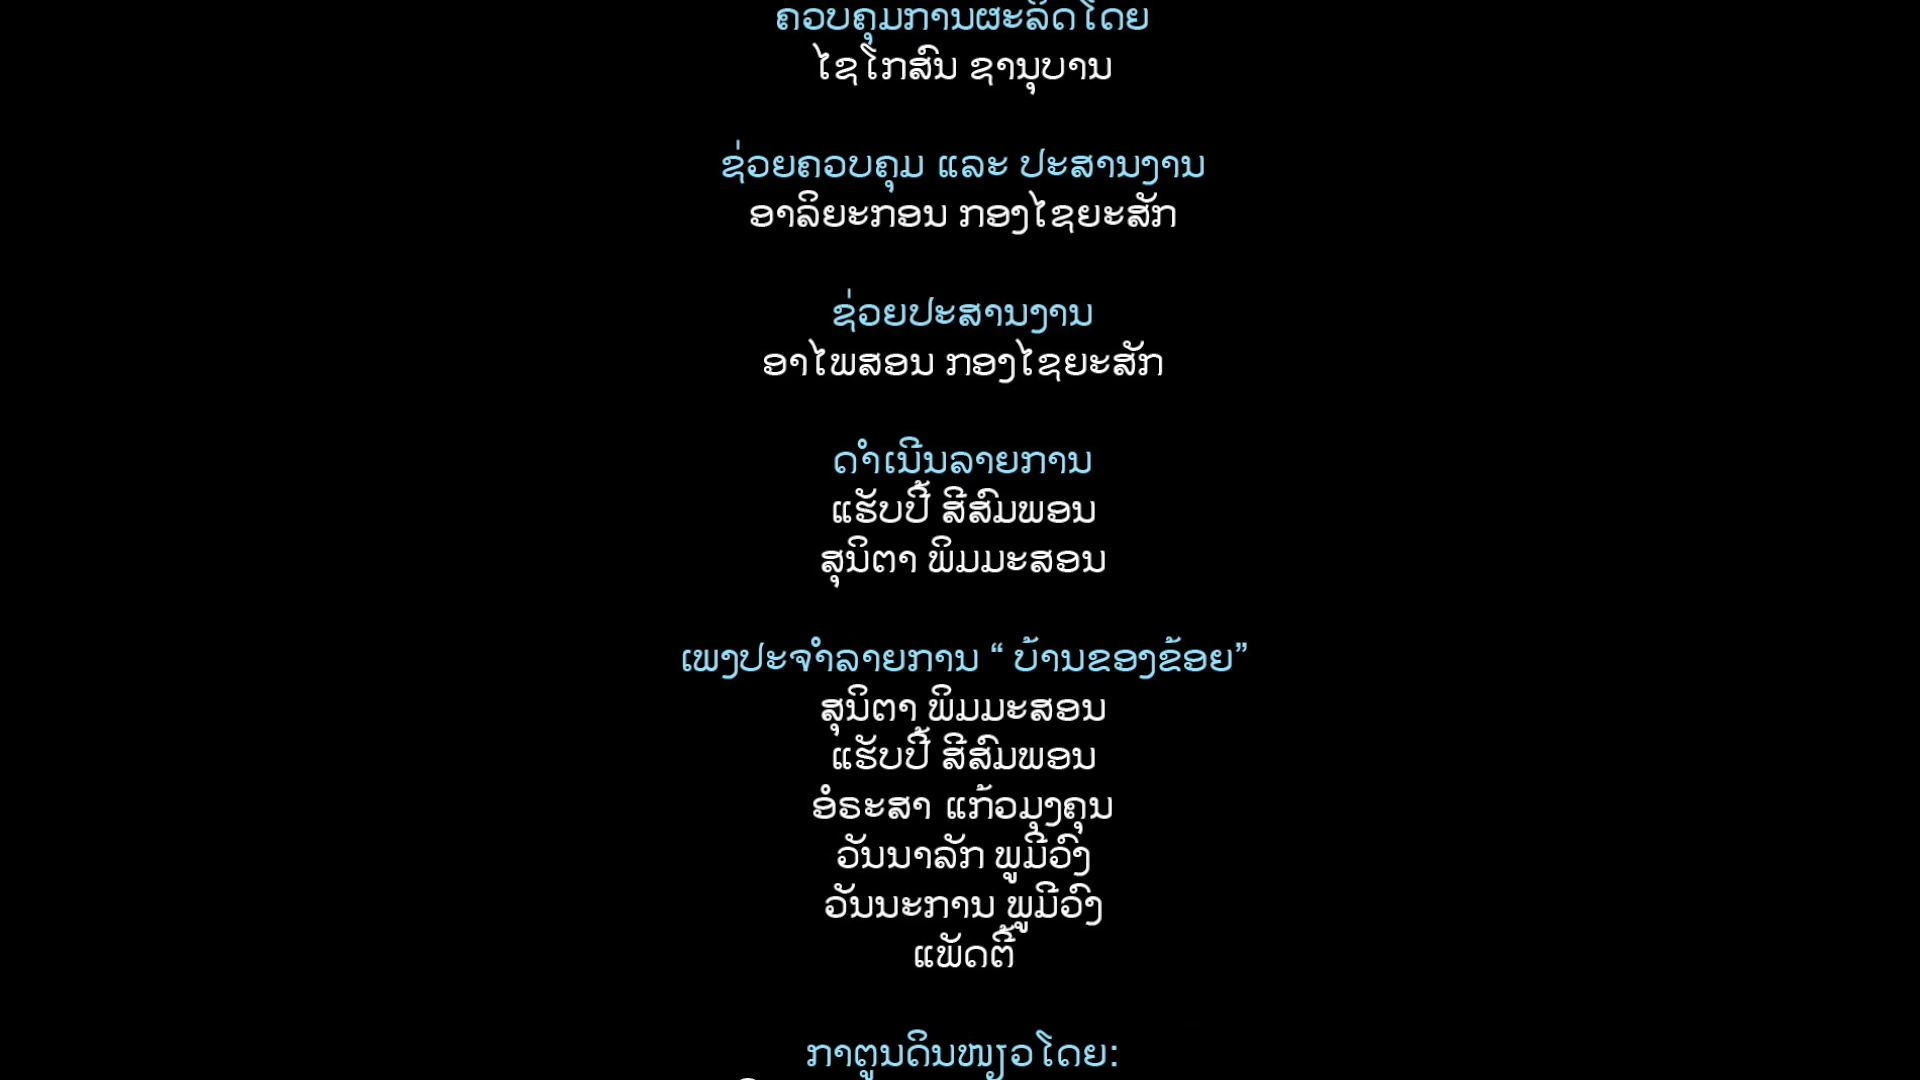 ຄວບຄຸມການຜະລິດໂດຍ
ໄຊໂກສົນ ຊານຸບານ
ຊ່ວຍຄວບຄຸມ ແລະ ປະສານງານ
ອາລິຍະກອນ ກອງໄຊຍະສັກ
ຊ່ວຍປະສານງານ
ອາໄພສອນ ກອງໄຊຍະສັກ
ດຳເນີນລາຍການ
ແຮັບປີ້ ສີສົມພອນ
ສຸນິຕາ ພິມມະສອນ
ເພງປະຈຳລາຍການ “ ບ້ານຂອງຂ້ອຍ”
ສຸນິຕາ ພິມມະສອນ
ແຮັບປີ້ ສີສົມພອນ
ອໍຣະສາ ແກ້ວມຸງຄຸນ
ວັນນາລັກ ພູມີວົງ
ວັນນະການ ພູມີວົງ
ແພັດຕີ້
ກາຕູນດິນໜຽວໂດຍ: